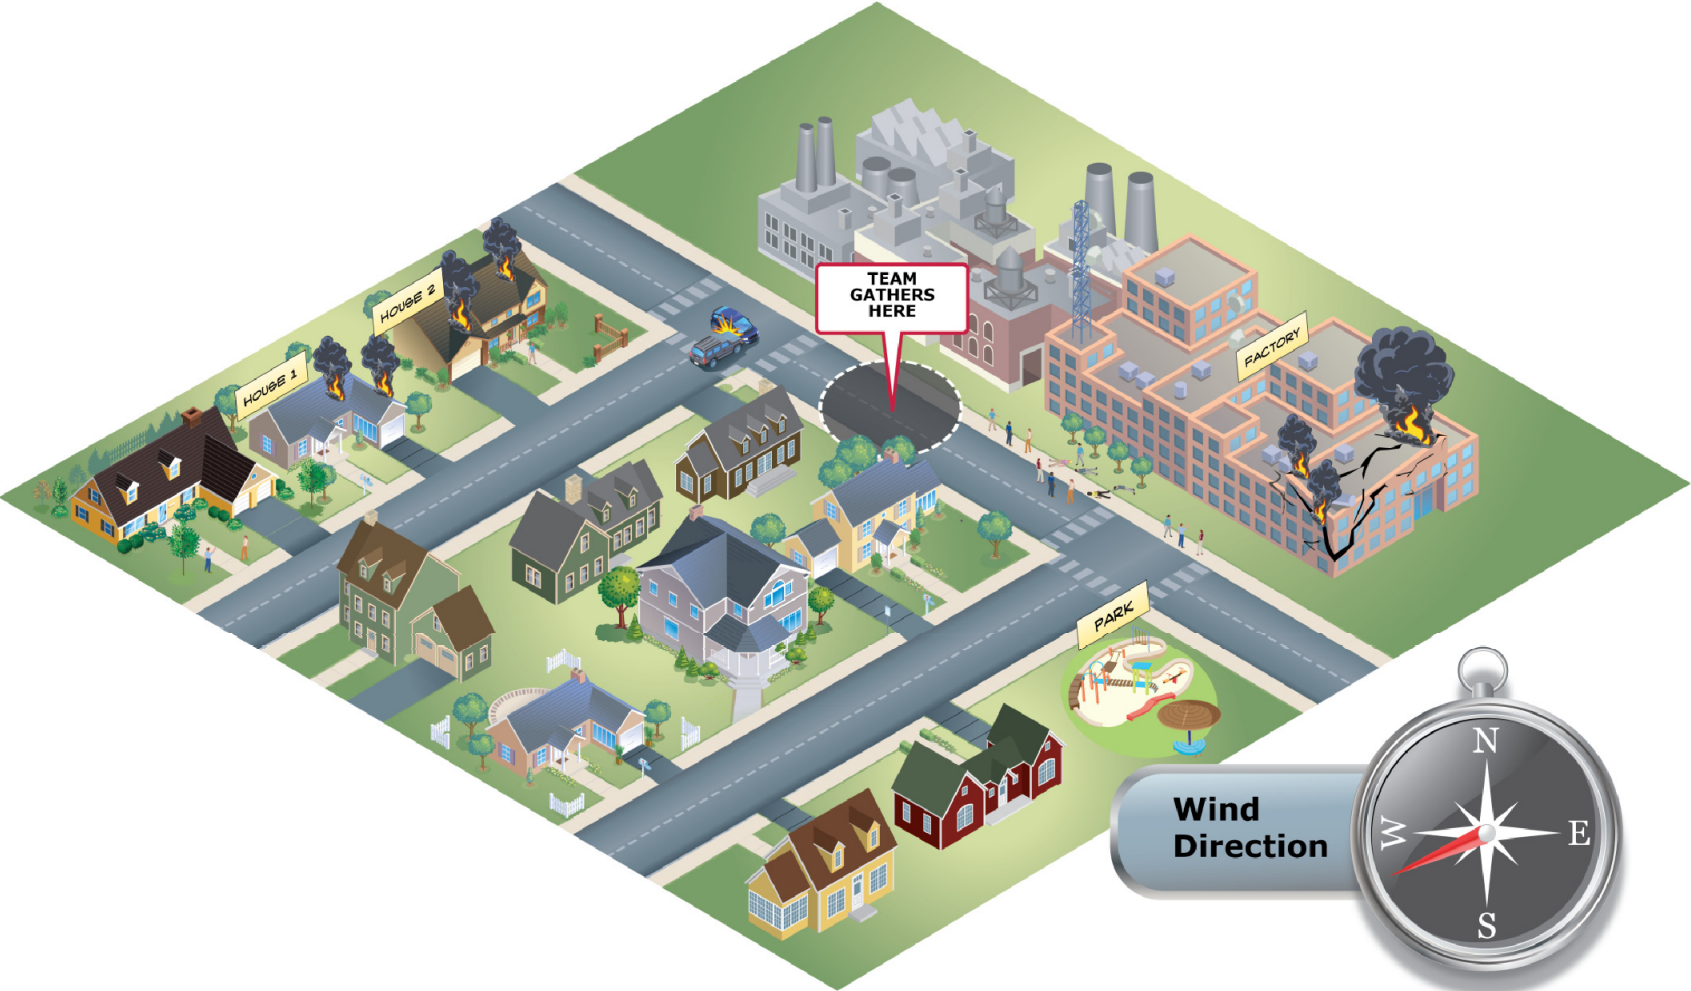 TEAM
GATHERS
HERE
HOUSE 2
HOUSE 1
FACTORY
PARK
Wind
Direction
N
W
E
S